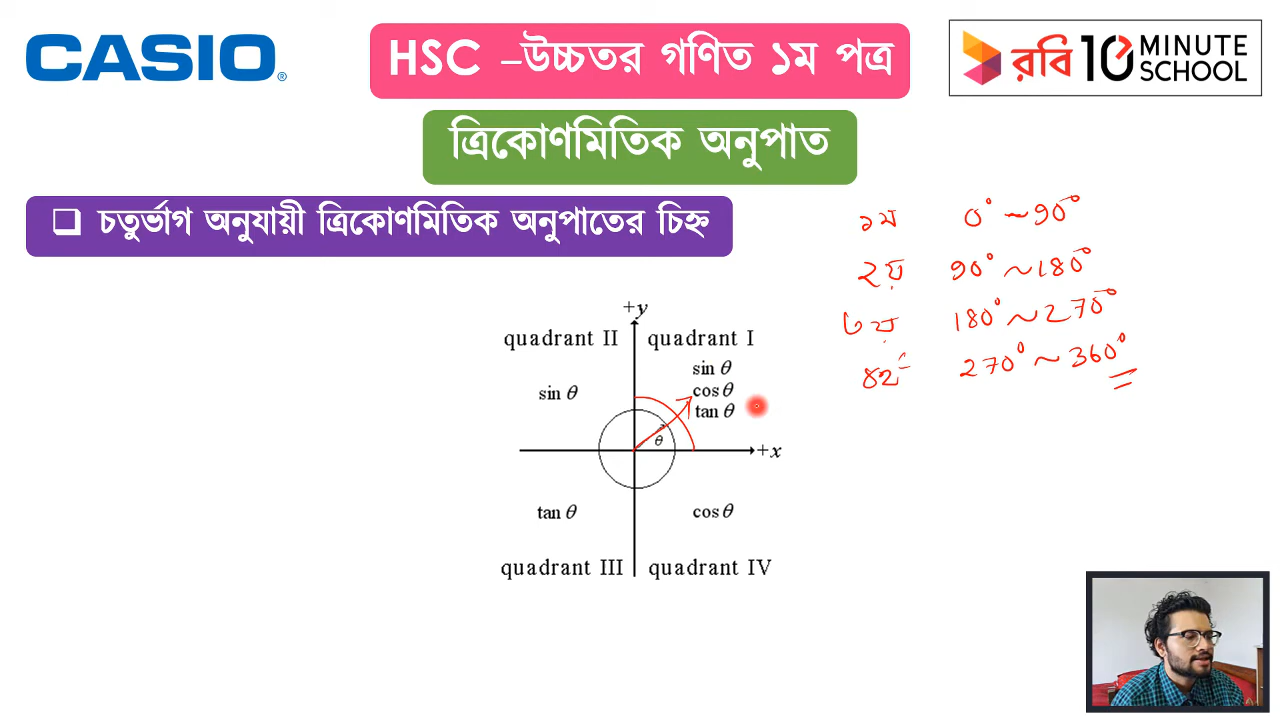 CASIO®
HSC –উচ্চতর গণিত ১ম পত্র
রবি 10 MINUTE SCHOOL
ত্রিকোণমিতিক অনুপাত
❑ চতুর্ভাগ অনুযায়ী ত্রিকোণমিতিক অনুপাতের চিহ্ন
১ম 0° ~ 90°
২য় 90° ~ 180°
৩য় 180° ~ 270°
৪র্থ 270° ~ 360°
+y
quadrant II quadrant I
sin θ
sin θ cos θ
tan θ
θ
+x
tan θ cos θ
quadrant III quadrant IV